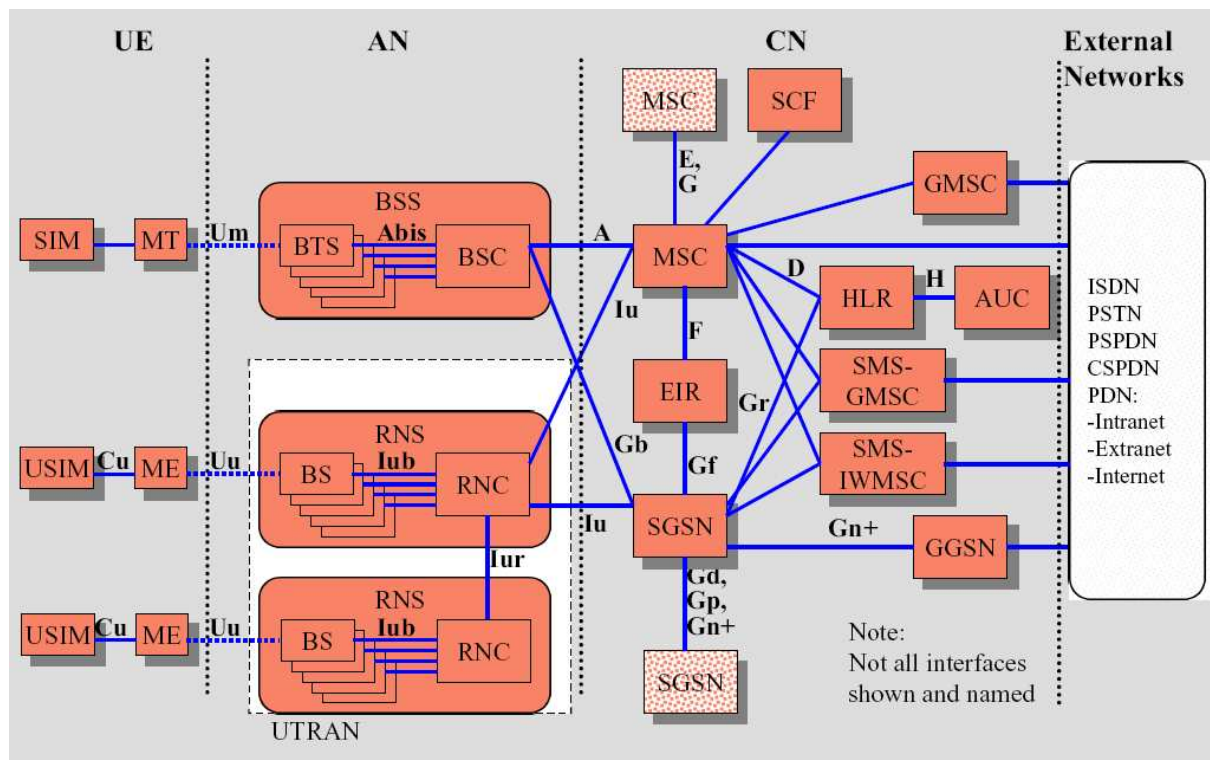 UE
AN
CN
External
Networks
MSC
SCF
E,
G
GMSC
BSS
SIM
MT
Um
BTS
Abis
BSC
A
MSC
D
HLR
H
AUC
Iu
F
ISDN
PSTN
PSPDN
CSPDN
PDN:
-Intranet
-Extranet
-Internet
EIR
SMS-
GMSC
Gr
RNS
Gb
Gf
SMS-
IWMSC
USIM
Cu
ME
Uu
BS
Iub
RNC
Iu
SGSN
Gn+
GGSN
Iur
Gd,
Gp,
Gn+
RNS
USIM
Cu
ME
Uu
BS
Iub
RNC
SGSN
Note:
Not all interfaces
shown and named
UTRAN